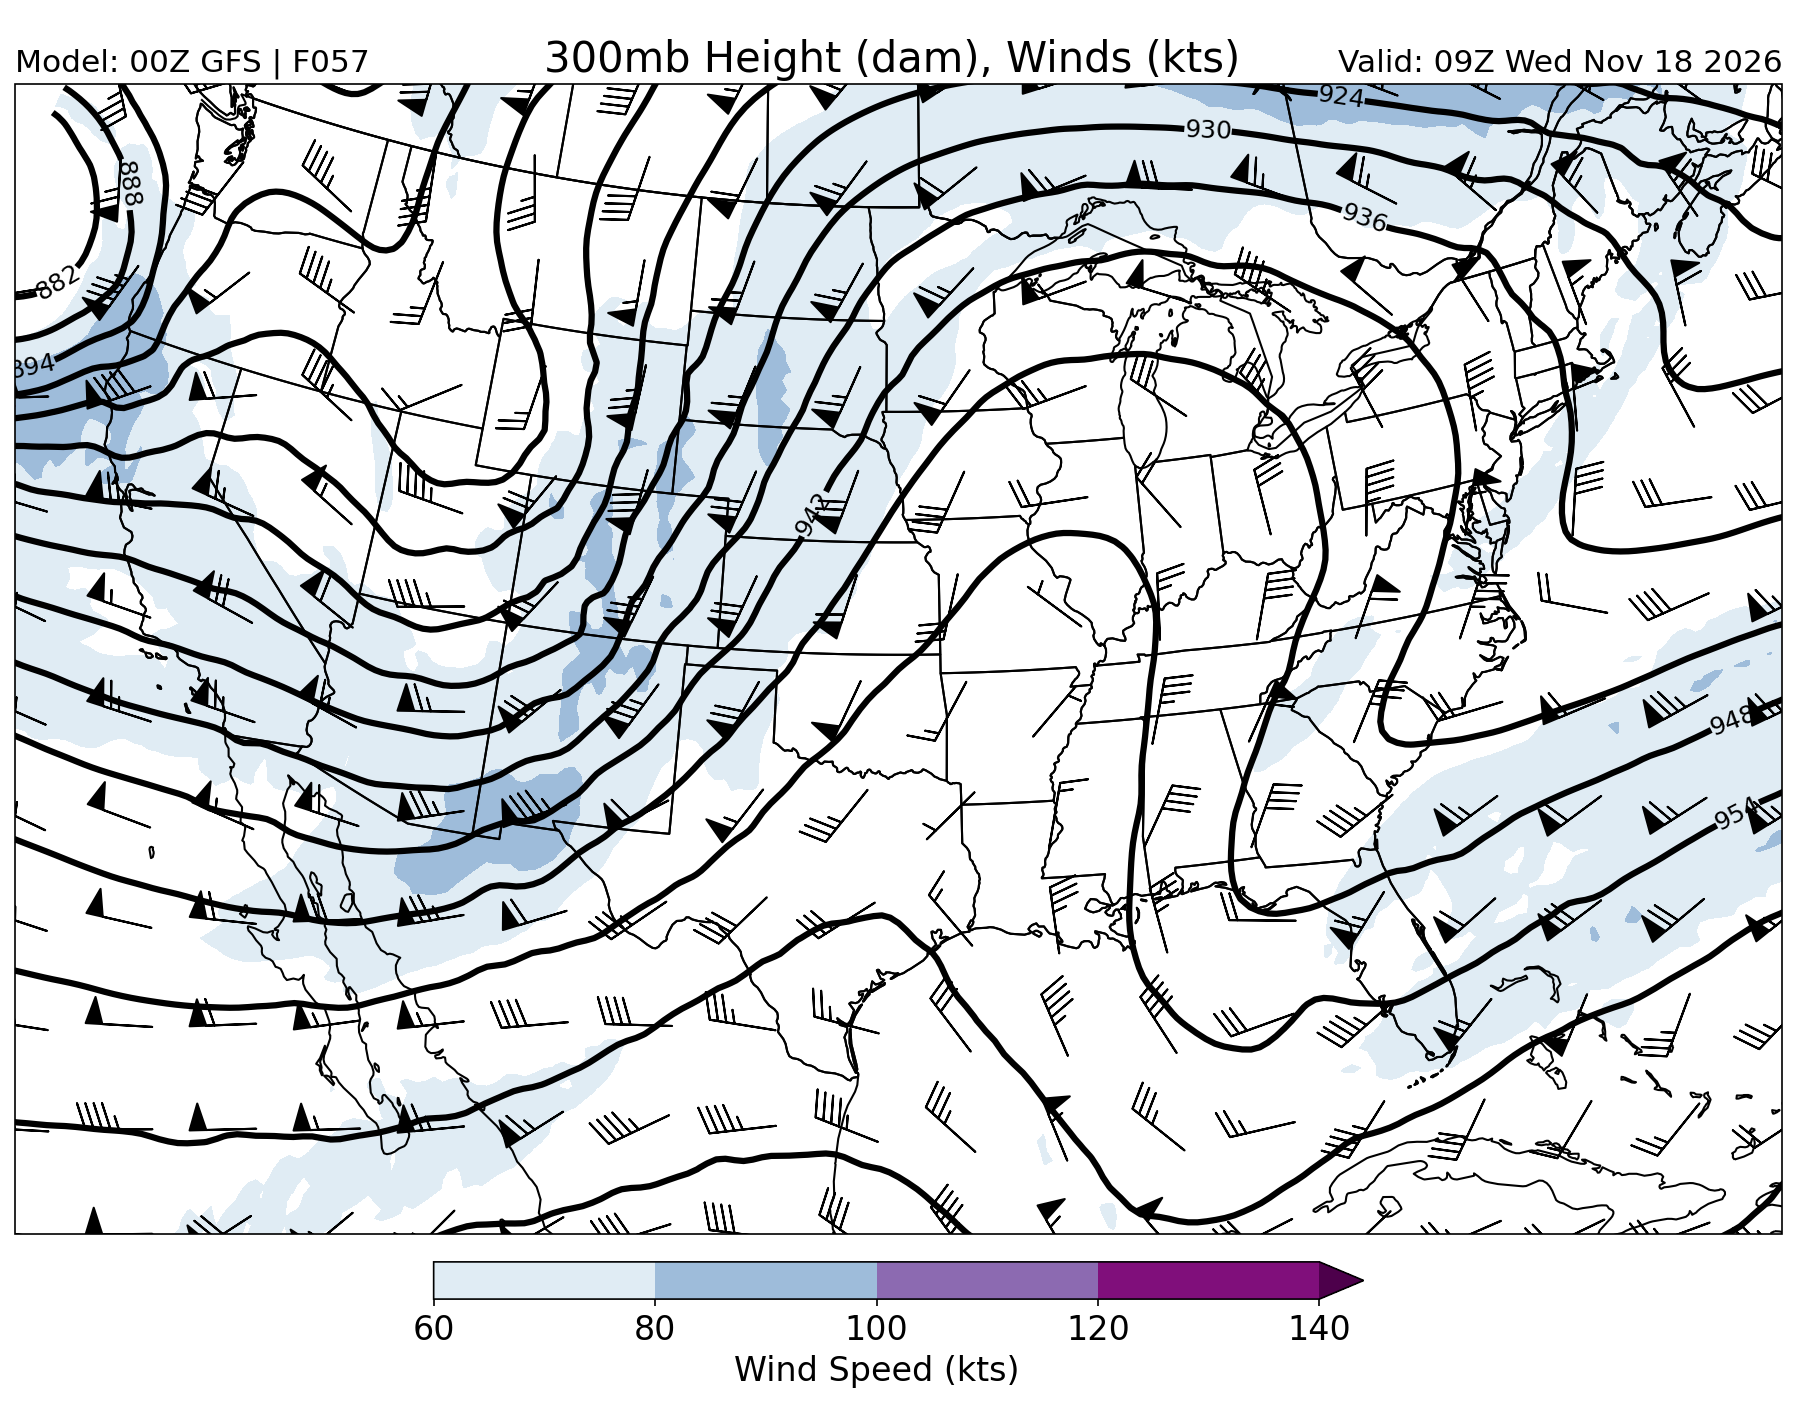 Model: 00Z GFS | F057
300mb Height (dam), Winds (kts)
Valid: 09Z Wed Nov 18 2026
924
930
888
936
882
894
942
948
954
60 80 100 120 140
Wind Speed (kts)